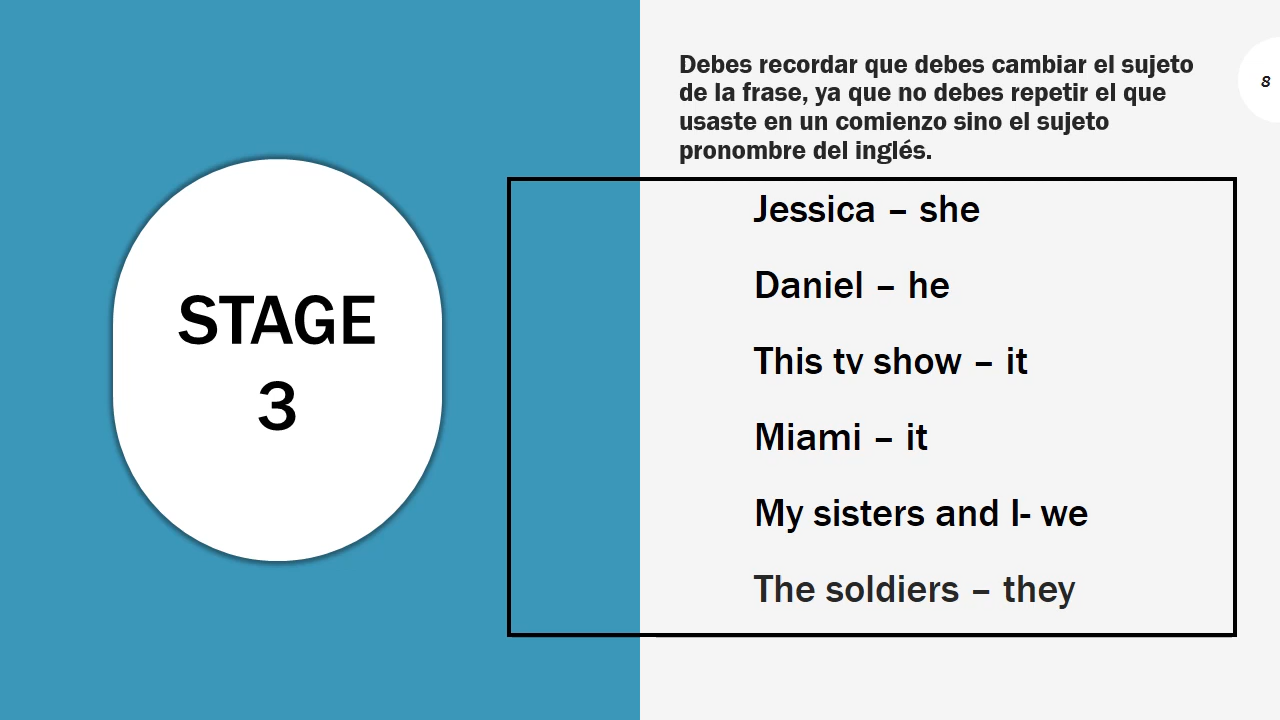 STAGE
3
Debes recordar que debes cambiar el sujeto
de la frase, ya que no debes repetir el que
usaste en un comienzo sino el sujeto
pronombre del inglés.
8
Jessica – she
Daniel – he
This tv show – it
Miami – it
My sisters and I- we
The soldiers – they